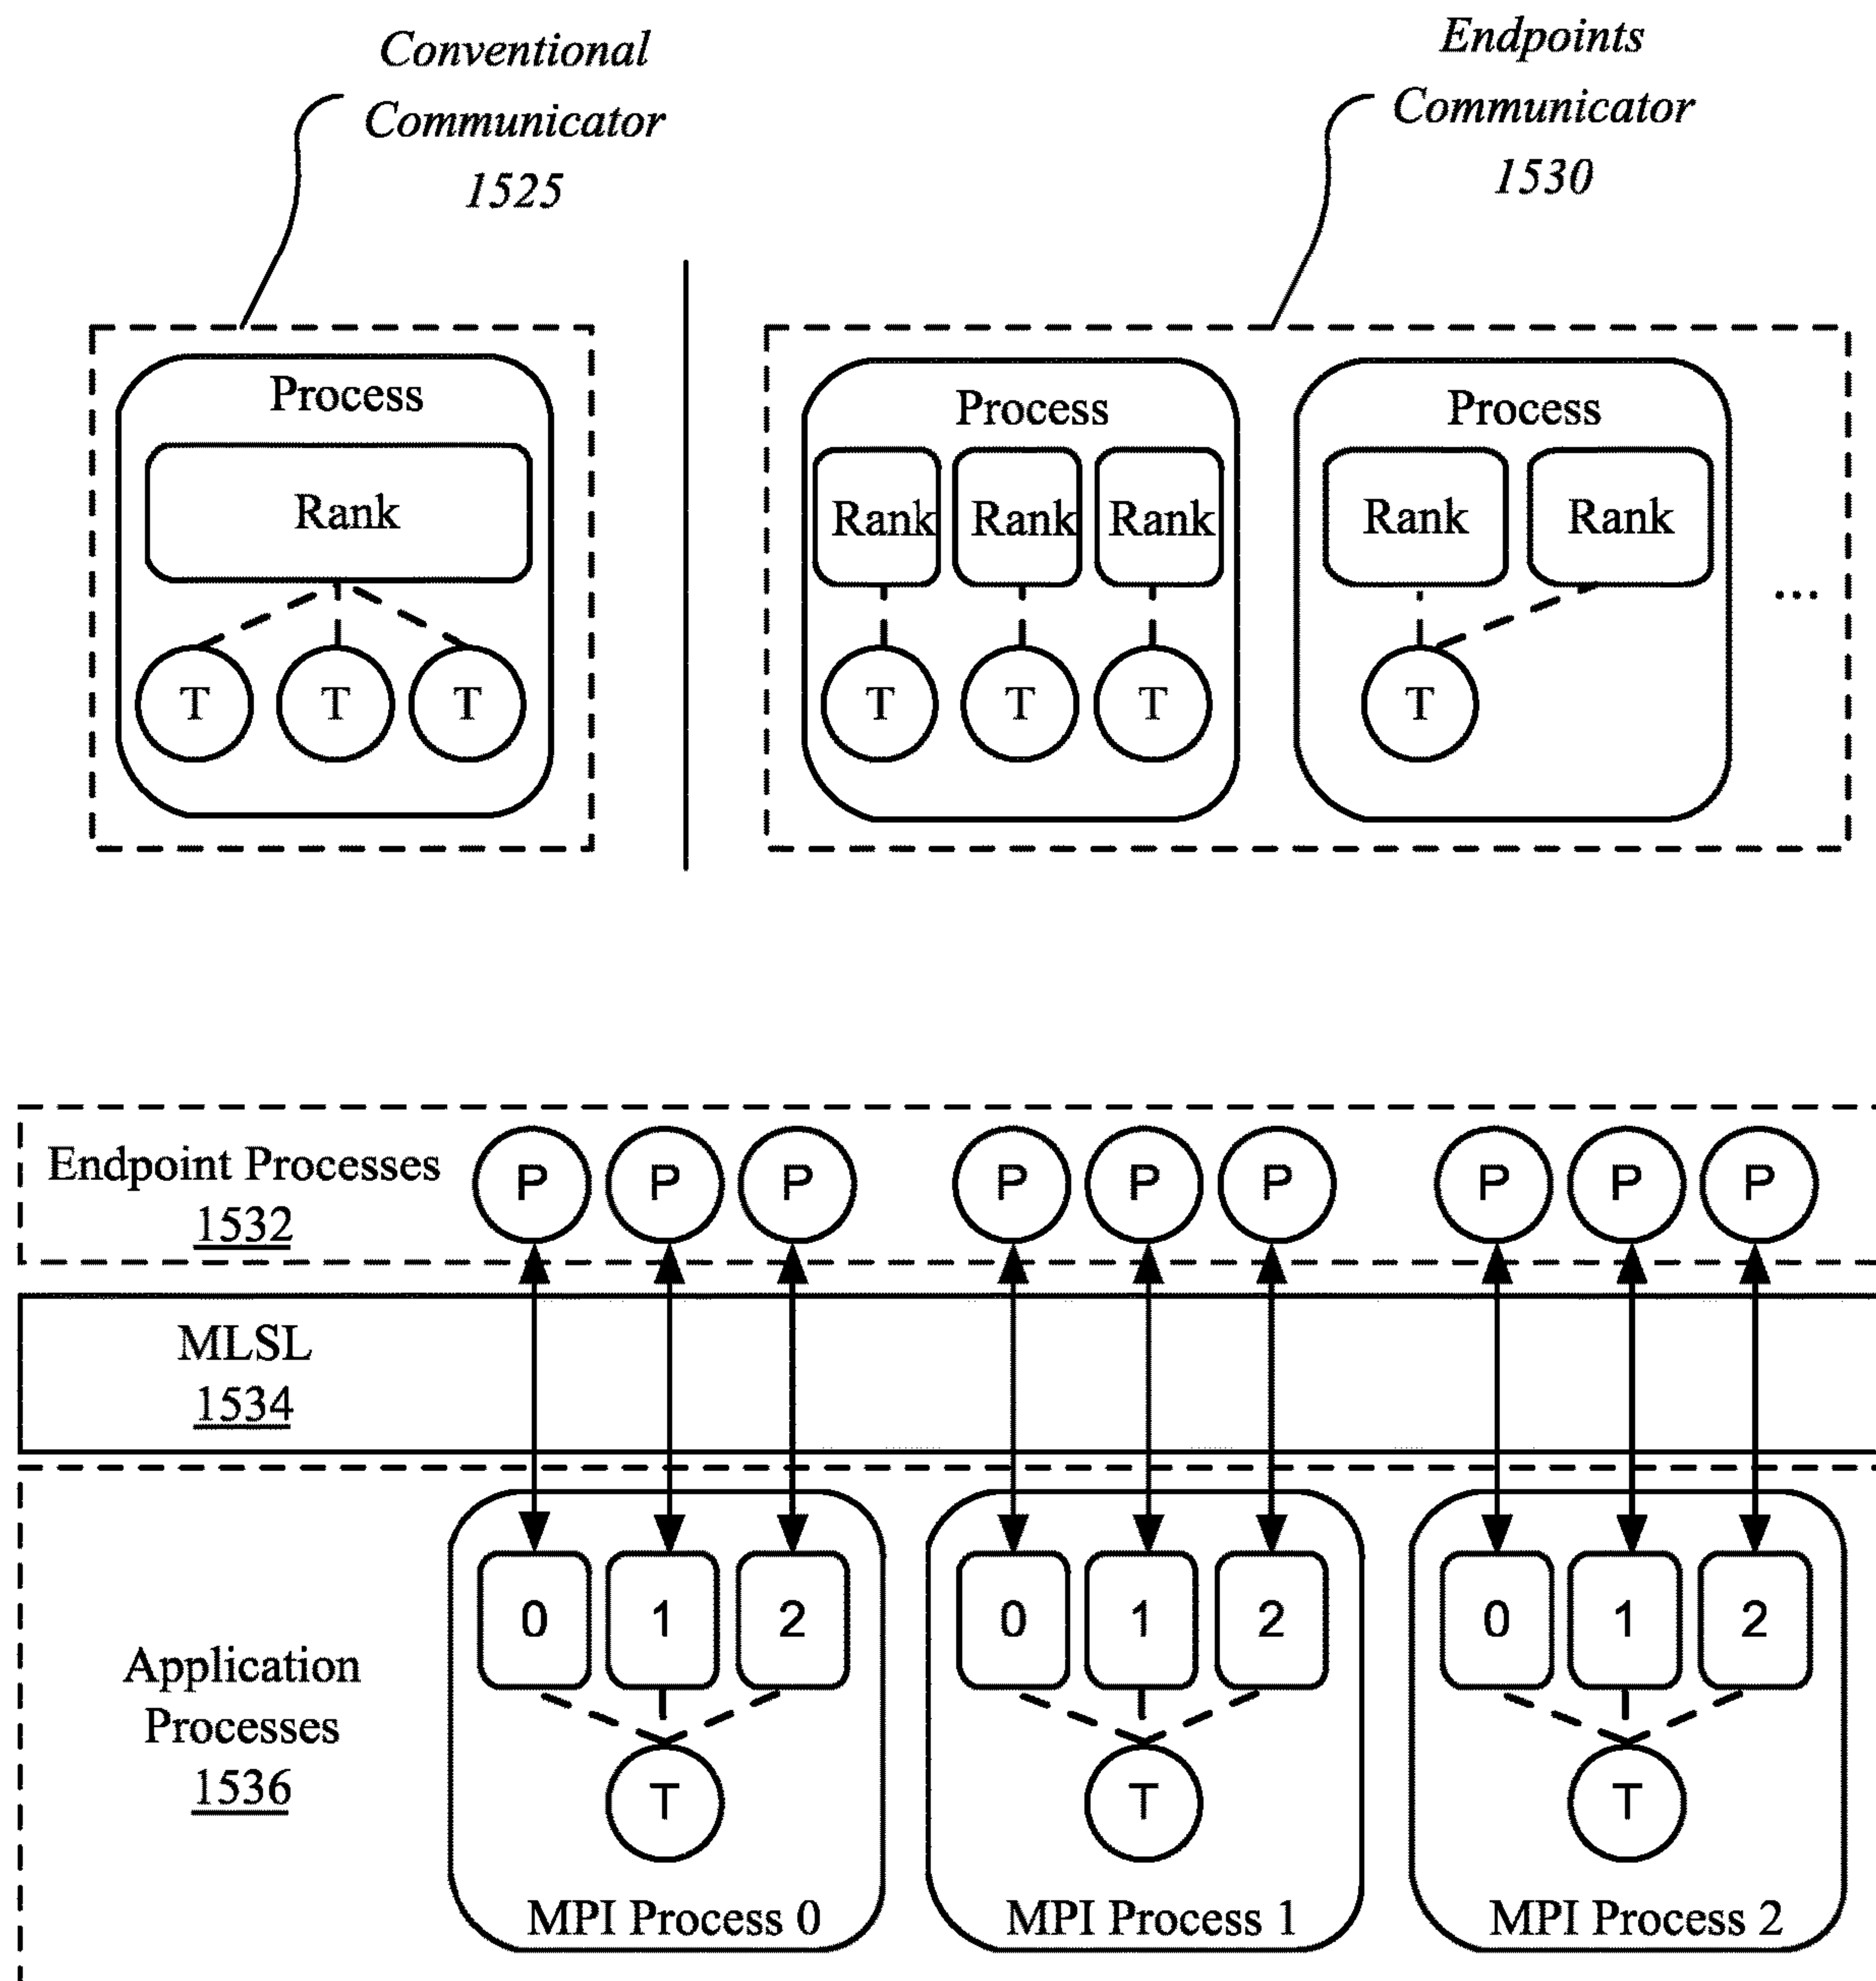 Conventional
Communicator
1525
Endpoints
Communicator
1530
Process
Rank
T T T
Process
Rank Rank Rank
T T T
Process
Rank Rank
T
...
Endpoint Processes
1532
P P P P P P P P P
MLSL
1534
Application
Processes
1536
0 1 2
T
MPI Process 0
0 1 2
T
MPI Process 1
0 1 2
T
MPI Process 2